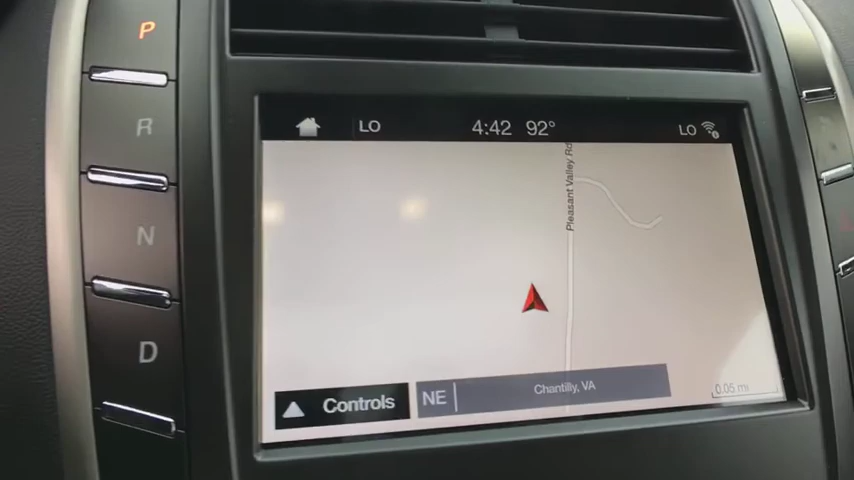 P
R
N
D
LO 4:42 92° LO
Pleasant Valley Rd
Controls
NE Chantilly, VA
0.05 mi